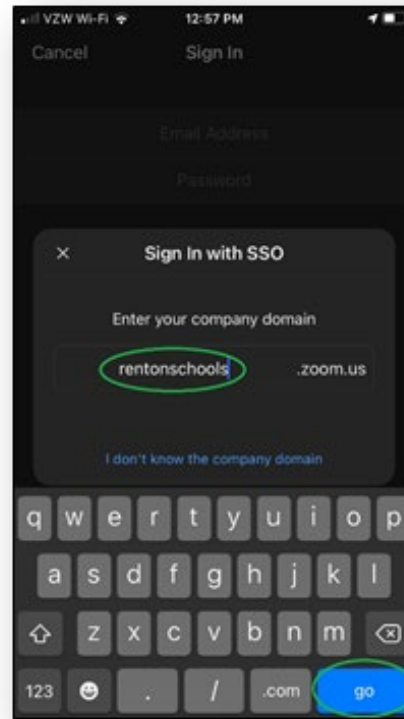 VZW Wi-Fi 12:57 PM
Cancel Sign In
Email Address
Password
× Sign In with SSO
Enter your company domain
rentonschools .zoom.us
I don't know the company domain
q w e r t y u i o p
a s d f g h j k l
z x c v b n m
123 . / .com go